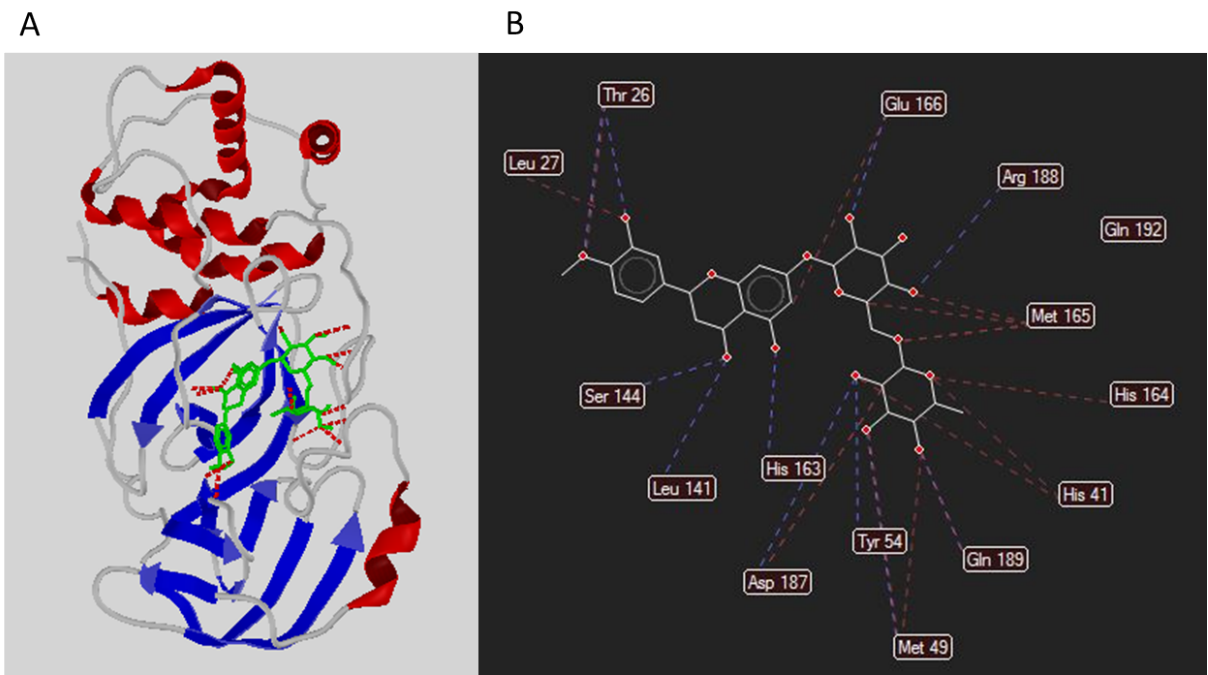 A
B
Thr 26
Glu 166
Leu 27
Arg 188
Gln 192
Met 165
His 164
Ser 144
His 163
Leu 141
His 41
Tyr 54
Gln 189
Asp 187
Met 49